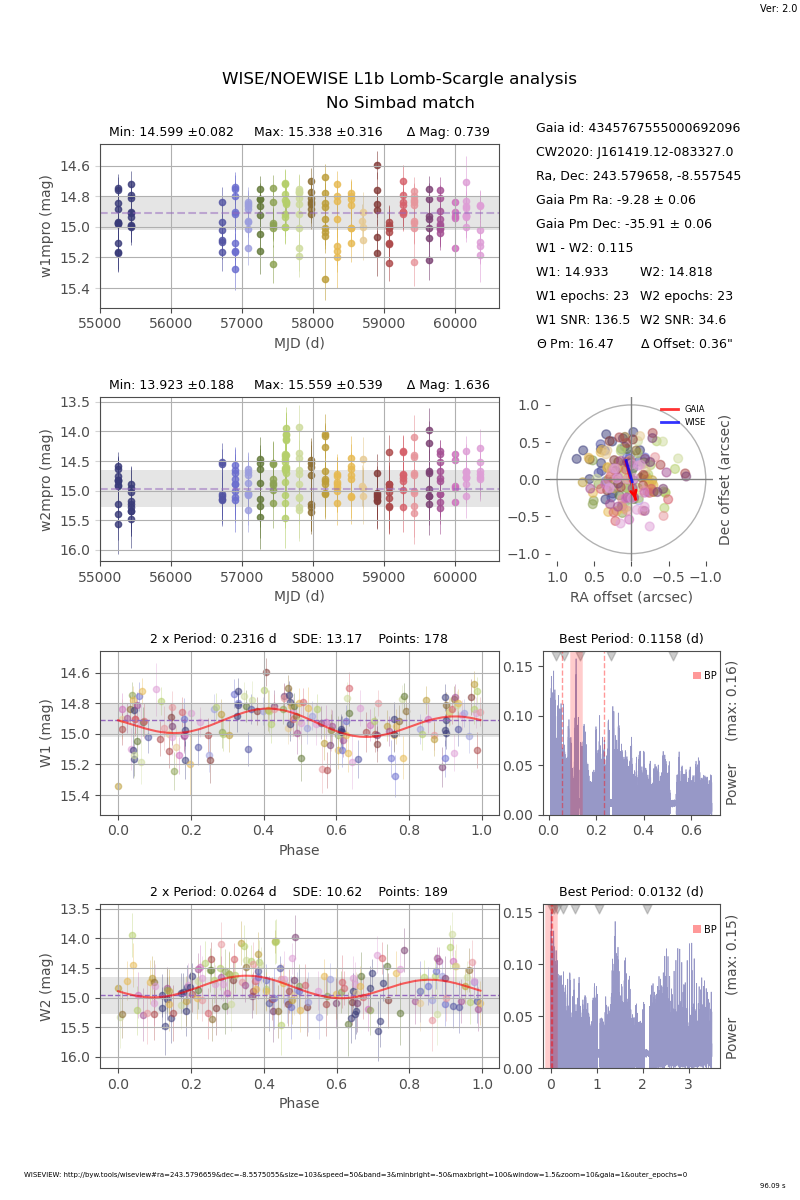 Ver: 2.0
WISE/NOEWISE L1b Lomb-Scargle analysis
No Simbad match
Min: 14.599 ±0.082 Max: 15.338 ±0.316 Δ Mag: 0.739
w1mpro (mag)
14.6
14.8
15.0
15.2
15.4
55000 56000 57000 58000 59000 60000
MJD (d)
Gaia id: 4345767555000692096
CW2020: J161419.12-083327.0
Ra, Dec: 243.579658, -8.557545
Gaia Pm Ra: -9.28 ± 0.06
Gaia Pm Dec: -35.91 ± 0.06
W1 - W2: 0.115
W1: 14.933 W2: 14.818
W1 epochs: 23 W2 epochs: 23
W1 SNR: 136.5 W2 SNR: 34.6
Θ Pm: 16.47 Δ Offset: 0.36"
Min: 13.923 ±0.188 Max: 15.559 ±0.539 Δ Mag: 1.636
w2mpro (mag)
13.5
14.0
14.5
15.0
15.5
16.0
55000 56000 57000 58000 59000 60000
MJD (d)
GAIA
WISE
1.0
0.5
0.0
−0.5
−1.0
Dec offset (arcsec)
1.0 0.5 0.0 −0.5 −1.0
RA offset (arcsec)
2 x Period: 0.2316 d SDE: 13.17 Points: 178
W1 (mag)
14.6
14.8
15.0
15.2
15.4
0.0 0.2 0.4 0.6 0.8 1.0
Phase
Best Period: 0.1158 (d)
BP
0.15
0.10
0.05
0.00
Power (max: 0.16)
0.0 0.2 0.4 0.6
2 x Period: 0.0264 d SDE: 10.62 Points: 189
W2 (mag)
13.5
14.0
14.5
15.0
15.5
16.0
0.0 0.2 0.4 0.6 0.8 1.0
Phase
Best Period: 0.0132 (d)
BP
0.15
0.10
0.05
0.00
Power (max: 0.15)
0 1 2 3
WISEVIEW: http://byw.tools/wiseview#ra=243.5796659&dec=-8.5575055&size=103&speed=50&band=3&minbright=-50&maxbright=100&window=1.5&zoom=10&gaia=1&outer_epochs=0
96.09 s